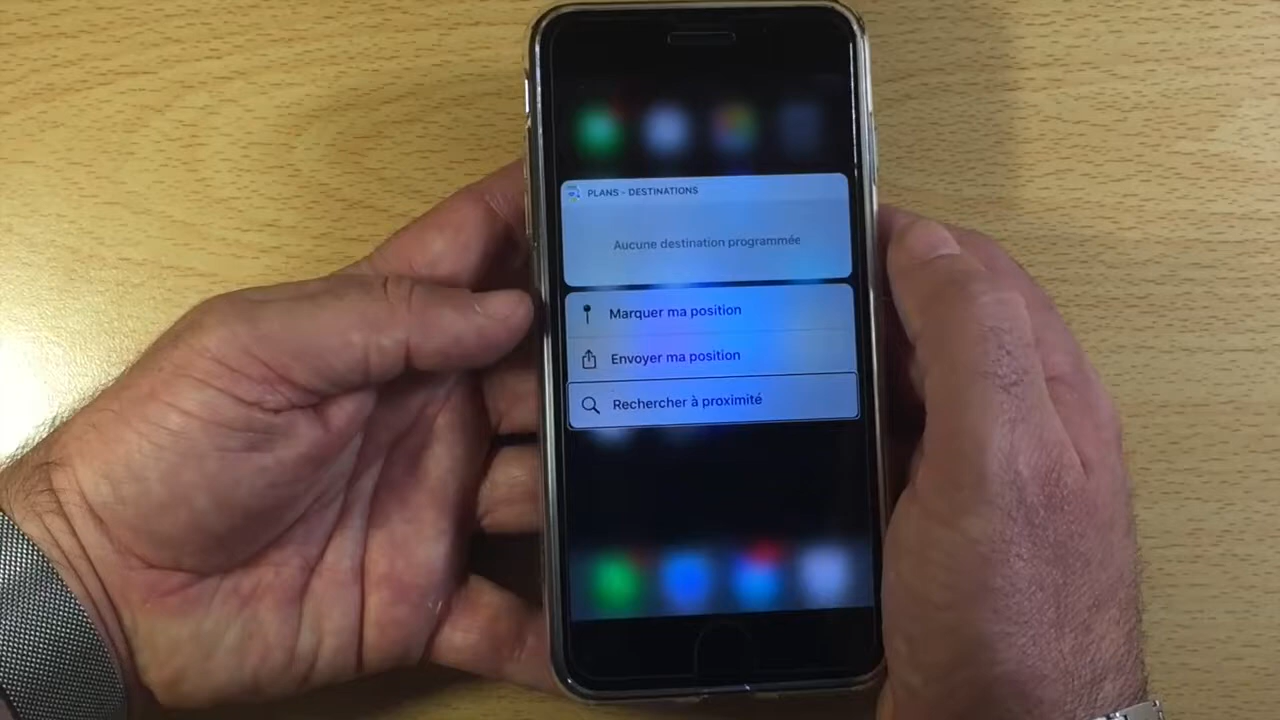 PLANS - DESTINATIONS
Aucune destination programmée
Marquer ma position
Envoyer ma position
Rechercher à proximité